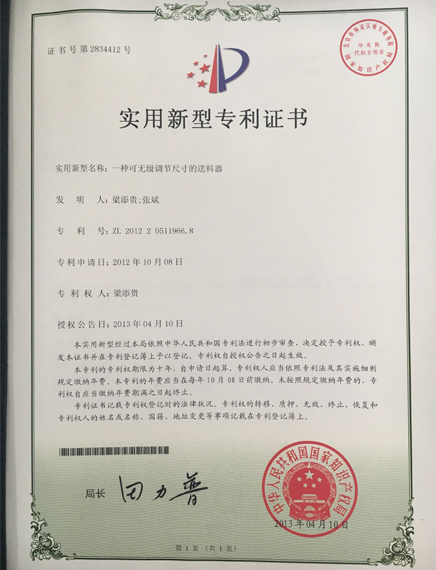 证书号第2834412号
实用新型专利证书
实用新型名称：一种可无级调节尺寸的送料器
发明人：梁添贵;张斌
专利号：ZL 2012 2 0511966.8
专利申请日：2012年10月08日
专利权人：梁添贵
授权公告日：2013年04月10日
本实用新型经过本局依照中华人民共和国专利法进行初步审查，决定授予专利权，颁
发本证书并在专利登记簿上予以登记。专利权自授权公告之日起生效。
本专利的专利权期限为十年，自申请日起算。专利权人应当依照专利法及其实施细则
规定缴纳年费。本专利的年费应当在每年10月08日前缴纳。未按照规定缴纳年费的，专利
权自应当缴纳年费期满之日起终止。
专利证书记载专利权登记时的法律状况。专利权的转移、质押、无效、终止、恢复和
专利权人的姓名或名称、国籍、地址变更等事项记载在专利登记簿上。
局长 田力普
中华人民共和国国家知识产权局
2013年04月10日
第1页（共1页）